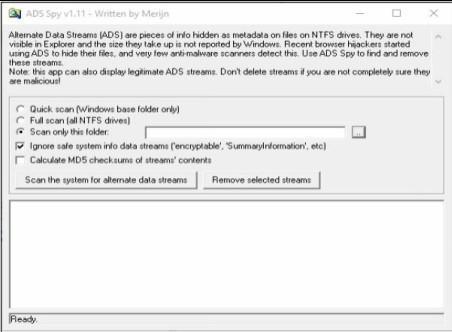 ADS Spy v1.11 - Written by Merijn
Alternate Data Streams (ADS) are pieces of info hidden as metadata on files on NTFS drives. They are not
visible in Explorer and the size they take up is not reported by Windows. Recent browser hijackers started
using ADS to hide their files, and very few anti-malware scanners detect this. Use ADS Spy to find and remove
these streams.
Note: this app can also display legitimate ADS streams. Don't delete streams if you are not completely sure they
are malicious!
Quick scan (Windows base folder only)
Full scan (all NTFS drives)
Scan only this folder:
...
Ignore safe system info data streams ('encryptable', 'SummaryInformation', etc)
Calculate MD5 checksums of streams' contents
Scan the system for alternate data streams Remove selected streams
Ready.